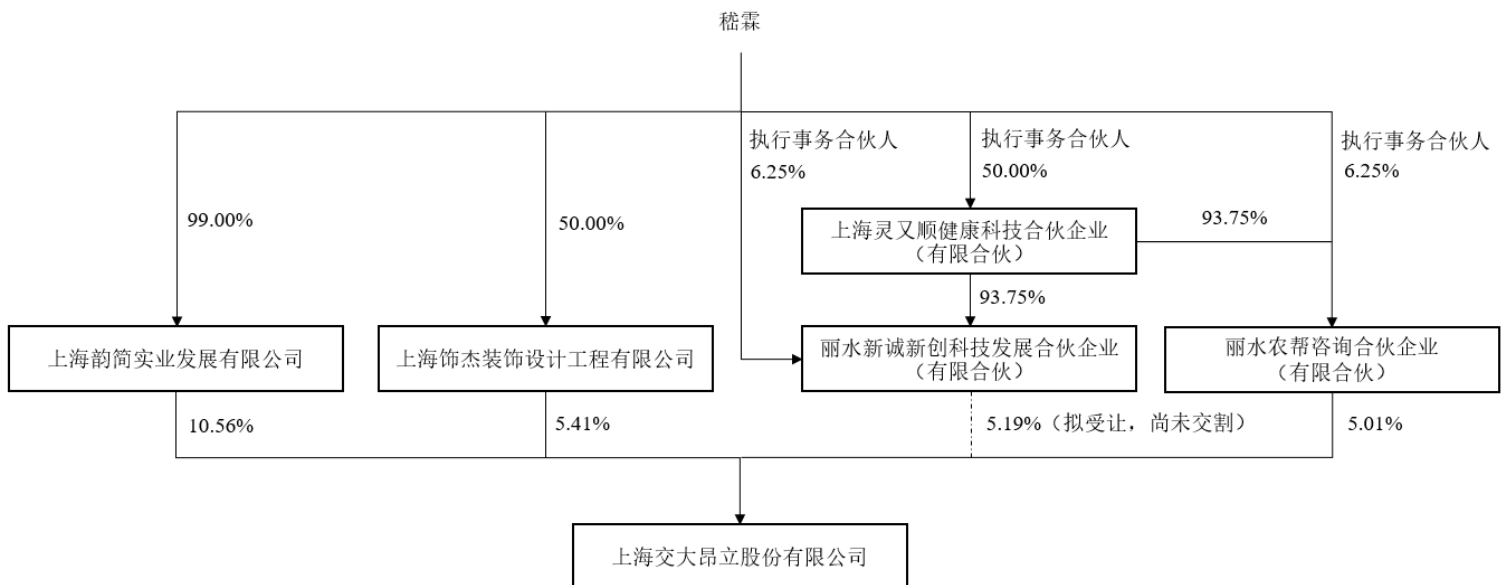 嵇霖
执行事务合伙人
6.25%
执行事务合伙人
50.00%
执行事务合伙人
6.25%
99.00%
50.00%
上海灵又顺健康科技合伙企业
（有限合伙）
93.75%
93.75%
上海韵简实业发展有限公司
上海饰杰装饰设计工程有限公司
丽水新诚新创科技发展合伙企业
（有限合伙）
丽水农帮咨询合伙企业
（有限合伙）
10.56%
5.41%
5.19%（拟受让，尚未交割）
5.01%
上海交大昂立股份有限公司